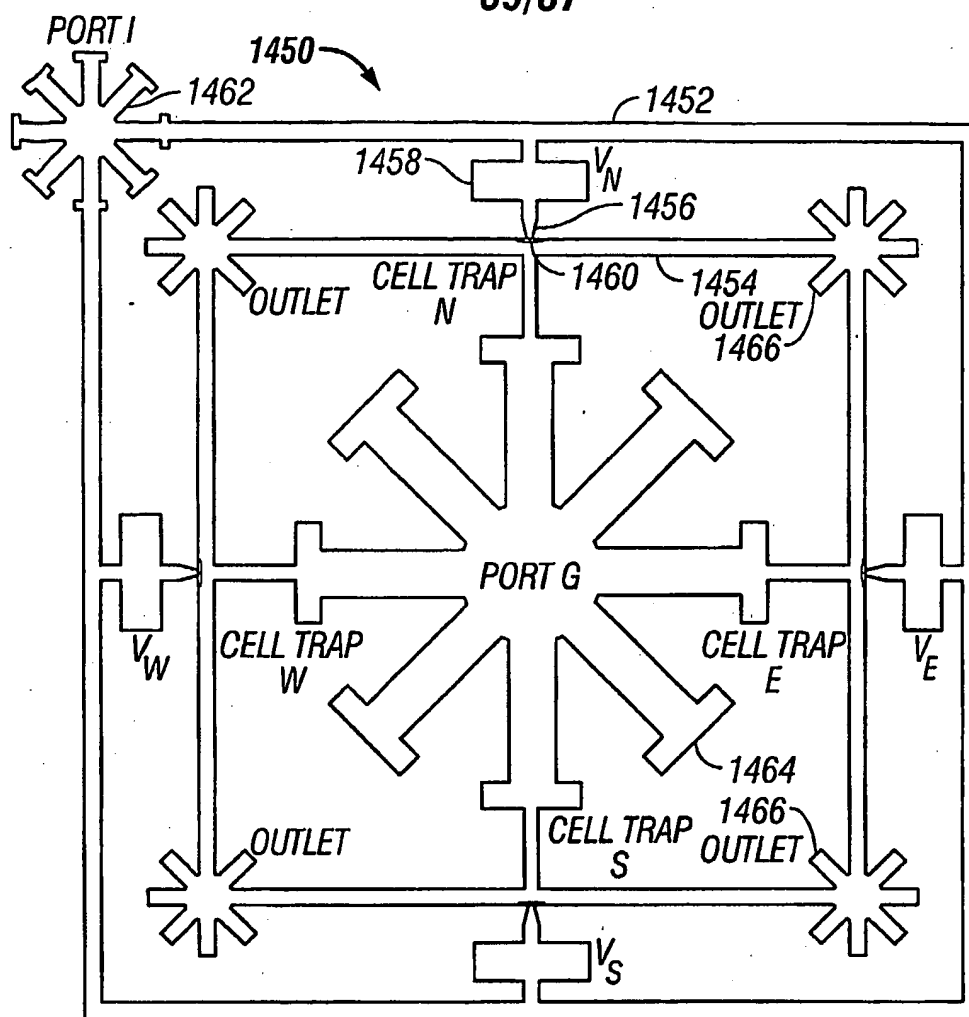 PORT I
1450
1462
1452
1458
V_N
1456
1460
1454
CELL TRAP
N
OUTLET
OUTLET
1466
PORT G
V_W
CELL TRAP
W
CELL TRAP
E
V_E
1464
OUTLET
1466
OUTLET
CELL TRAP
S
V_S